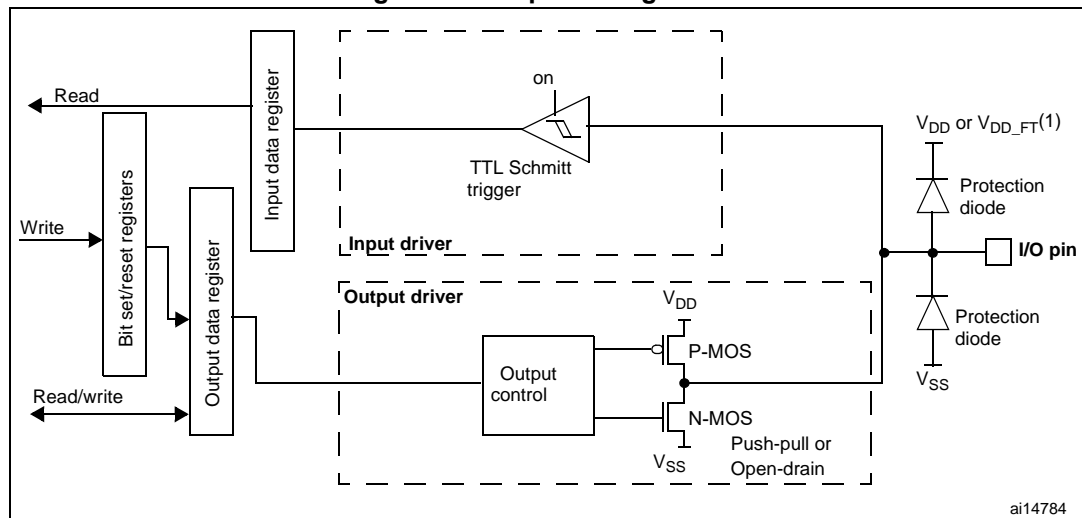 Read
Bit set/reset registers
Write
Output data register
Read/write
Input data register
on
TTL Schmitt
trigger
Input driver
Output driver
Output
control
VDD
P-MOS
N-MOS
VSS
Push-pull or
Open-drain
VDD or VDD_FT(1)
Protection
diode
I/O pin
Protection
diode
VSS
ai14784